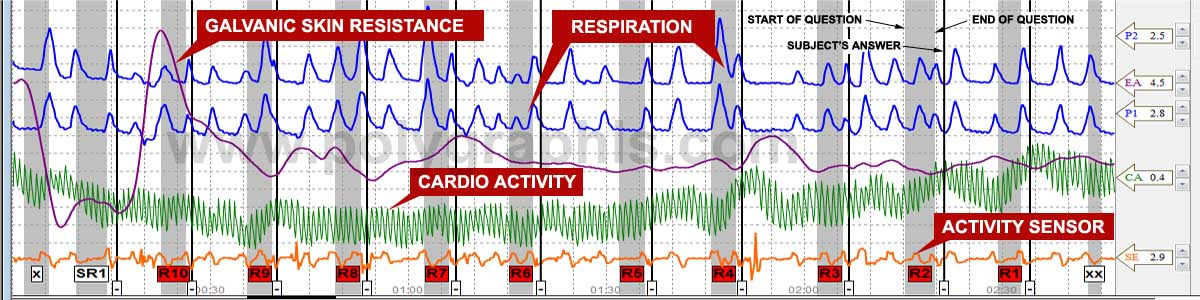 GALVANIC SKIN RESISTANCE
RESPIRATION
START OF QUESTION
END OF QUESTION
SUBJECT'S ANSWER
P2 2.5
EA 4.5
P1 2.8
www.polygraphis.com
CARDIO ACTIVITY
CA 0.4
ACTIVITY SENSOR
SE 2.9
x SR1 R10 R9 R8 R7 R6 R5 R4 R3 R2 R1 xx
00:30 01:00 01:30 02:00 02:30